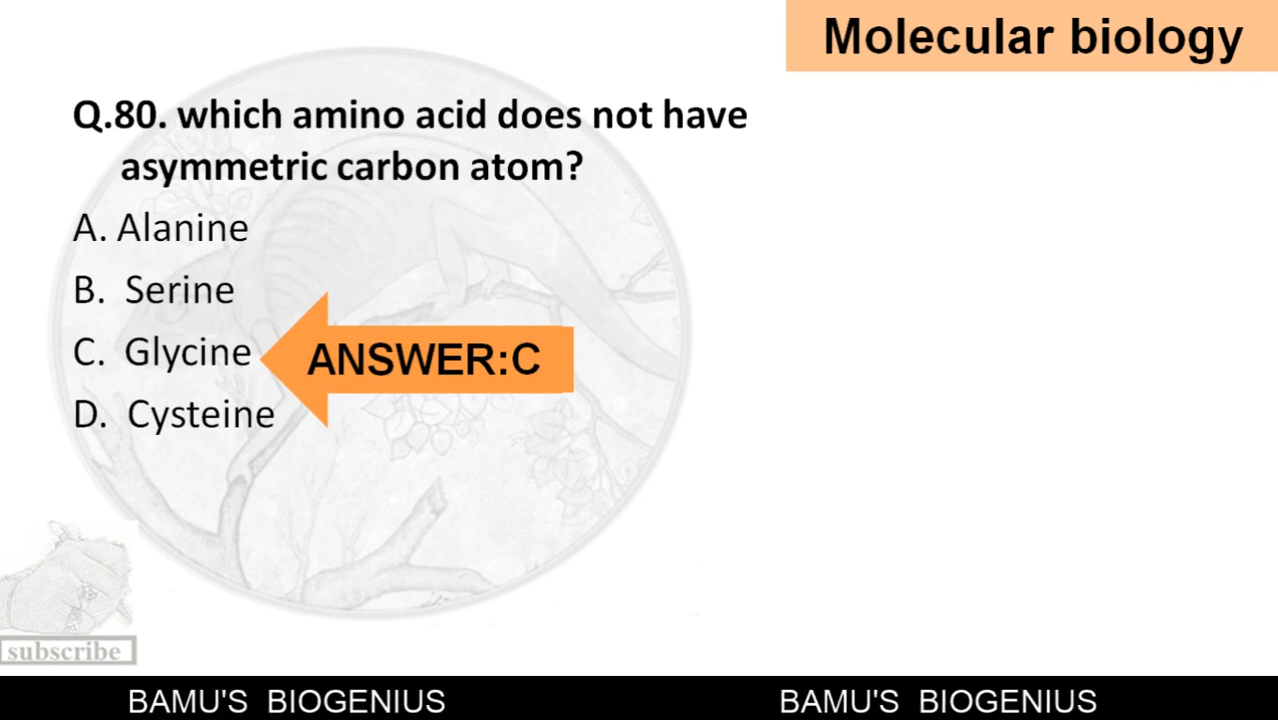 Molecular biology
Q.80. which amino acid does not have
asymmetric carbon atom?
A. Alanine
B. Serine
C. Glycine
ANSWER:C
D. Cysteine
subscribe
BAMU'S BIOGENIUS
BAMU'S BIOGENIUS